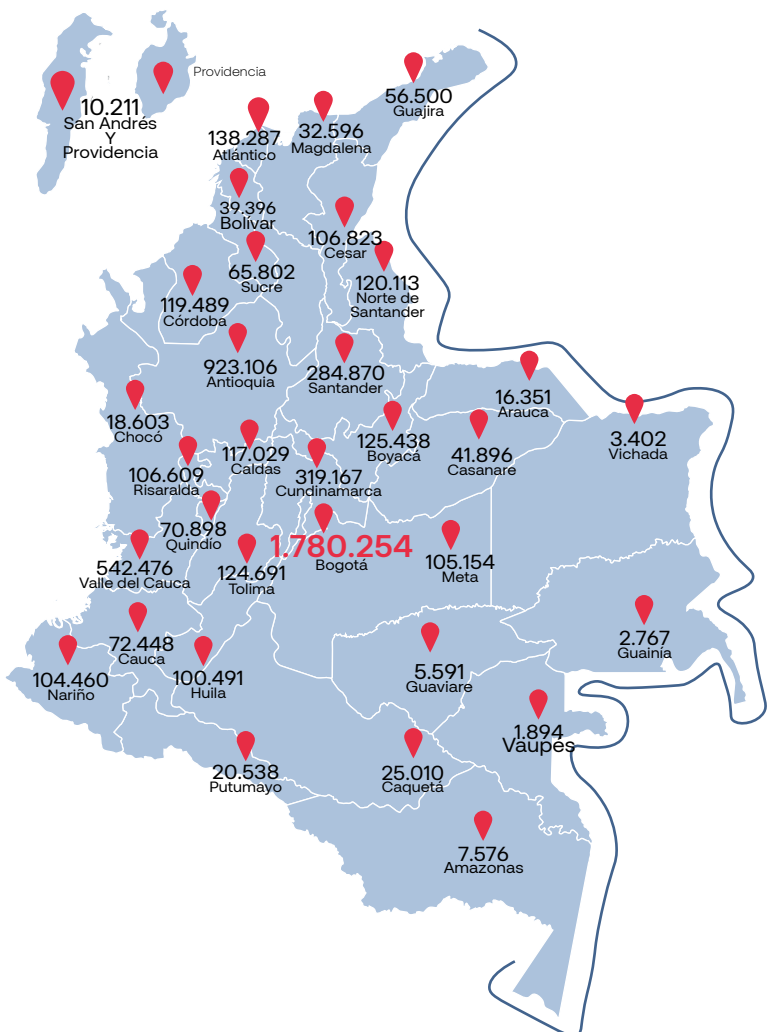 Providencia
10.211
San Andrés
Y
Providencia
56.500
Guajira
138.287
Atlántico
32.596
Magdalena
39.396
Bolívar
106.823
Cesar
65.802
Sucre
120.113
Norte de
Santander
119.489
Córdoba
923.106
Antioquia
284.870
Santander
16.351
Arauca
18.603
Chocó
117.029
Caldas
125.438
Boyacá
41.896
Casanare
3.402
Vichada
106.609
Risaralda
319.167
Cundinamarca
70.898
Quindío
1.780.254
Bogotá
105.154
Meta
542.476
Valle del Cauca
124.691
Tolima
72.448
Cauca
2.767
Guainía
104.460
Nariño
100.491
Huila
5.591
Guaviare
1.894
Vaupés
20.538
Putumayo
25.010
Caquetá
7.576
Amazonas